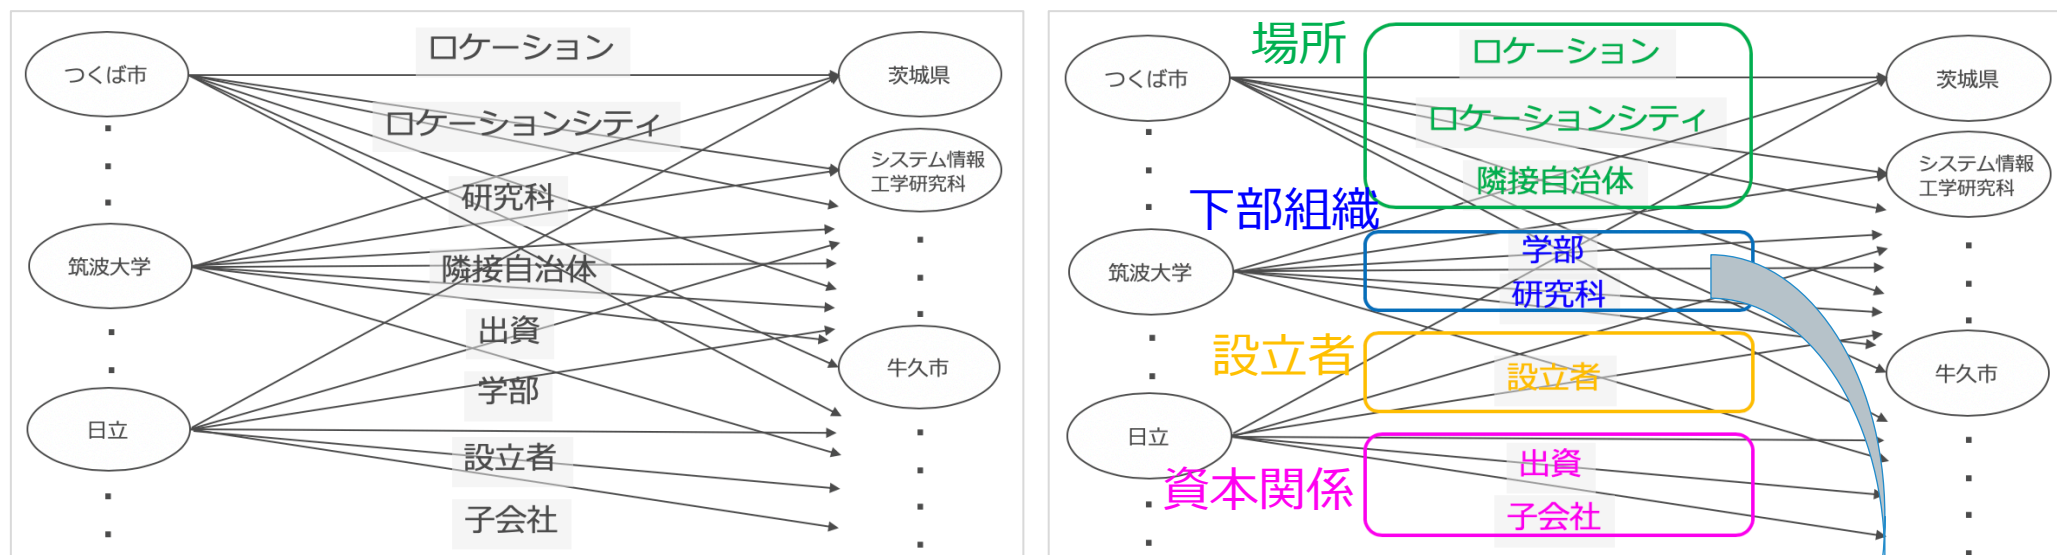 つくば市
筑波大学
日立
ロケーション
ロケーションシティ
研究科
隣接自治体
出資
学部
設立者
子会社
茨城県
システム情報
工学研究科
牛久市
つくば市
筑波大学
日立
場所
ロケーション
ロケーションシティ
隣接自治体
下部組織
学部
研究科
設立者
設立者
資本関係
出資
子会社
茨城県
システム情報
工学研究科
牛久市